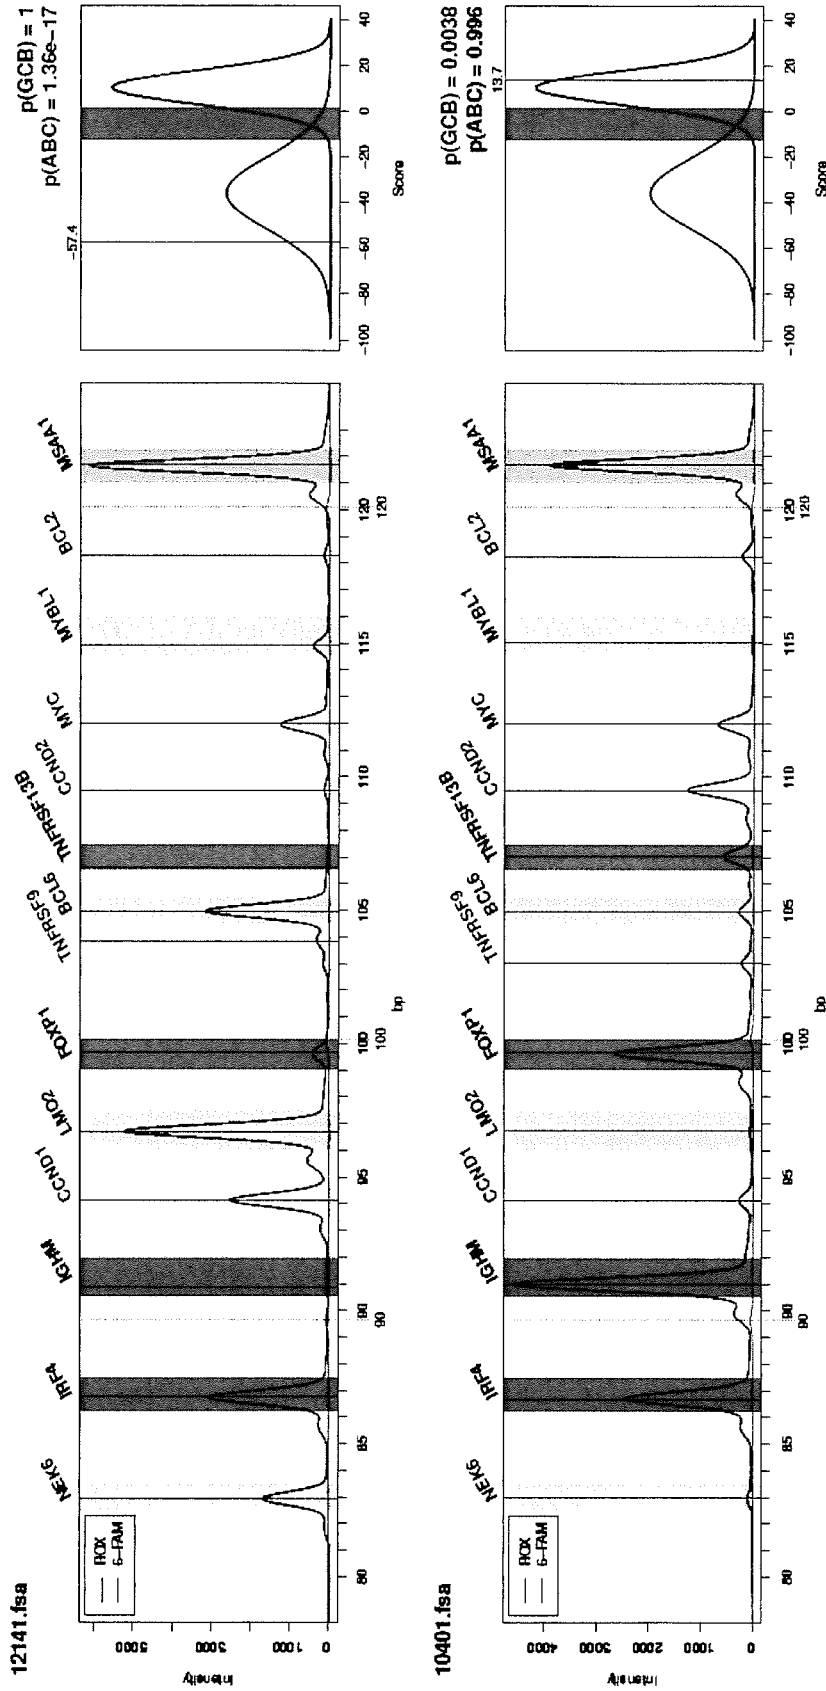 12141.fsa
ROX
6-FAM
NEK6 IRF4 IGHM CCND1 LMO2 FOXP1 TNFRSF9 BCL6 TNFRSF13B CCND2 MYC MYBL1 BCL2 MS4A1
Intensity
5000
1000
0
80 85 90 95 100 105 110 115 120
90 100 120
bp
p(GCB) = 1
p(ABC) = 1.36e−17
−57.4
−100 −80 −60 −40 −20 0 20 40
Score
10401.fsa
ROX
6-FAM
NEK6 IRF4 IGHM CCND1 LMO2 FOXP1 TNFRSF9 BCL6 TNFRSF13B CCND2 MYC MYBL1 BCL2 MS4A1
Intensity
4000
3000
2000
1000
0
80 85 90 95 100 105 110 115 120
90 100 120
bp
p(GCB) = 0.0038
p(ABC) = 0.996
13.7
−100 −80 −60 −40 −20 0 20 40
Score